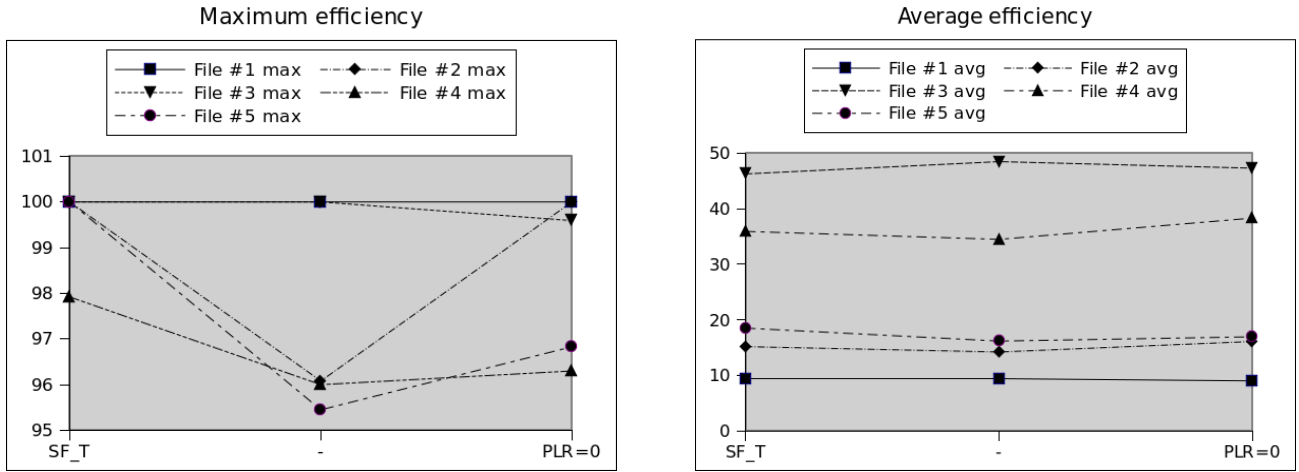 Maximum efficiency
File #1 max
File #2 max
File #3 max
File #4 max
File #5 max
101
100
99
98
97
96
95
SF_T
-
PLR=0
Average efficiency
File #1 avg
File #2 avg
File #3 avg
File #4 avg
File #5 avg
50
40
30
20
10
0
SF_T
-
PLR=0